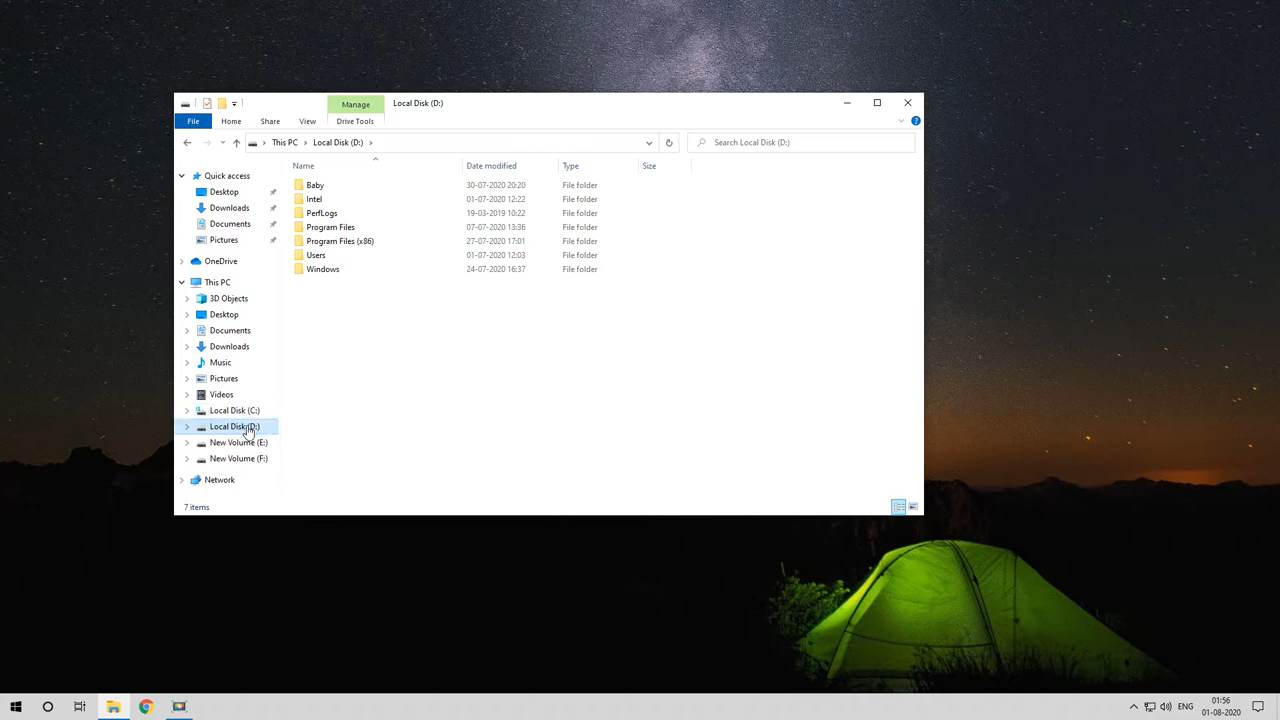 Manage
Local Disk (D:)
File
Home
Share
View
Drive Tools
This PC
Local Disk (D:)
Search Local Disk (D:)
Name
Date modified
Type
Size
Quick access
Desktop
Downloads
Documents
Pictures
OneDrive
This PC
3D Objects
Desktop
Documents
Downloads
Music
Pictures
Videos
Local Disk (C:)
Local Disk (D:)
New Volume (E:)
New Volume (F:)
Network
Baby 30-07-2020 20:20 File folder
Intel 01-07-2020 12:22 File folder
PerfLogs 19-03-2019 10:22 File folder
Program Files 07-07-2020 13:36 File folder
Program Files (x86) 27-07-2020 17:01 File folder
Users 01-07-2020 12:03 File folder
Windows 24-07-2020 16:37 File folder
7 items
ENG
01:56
01-08-2020